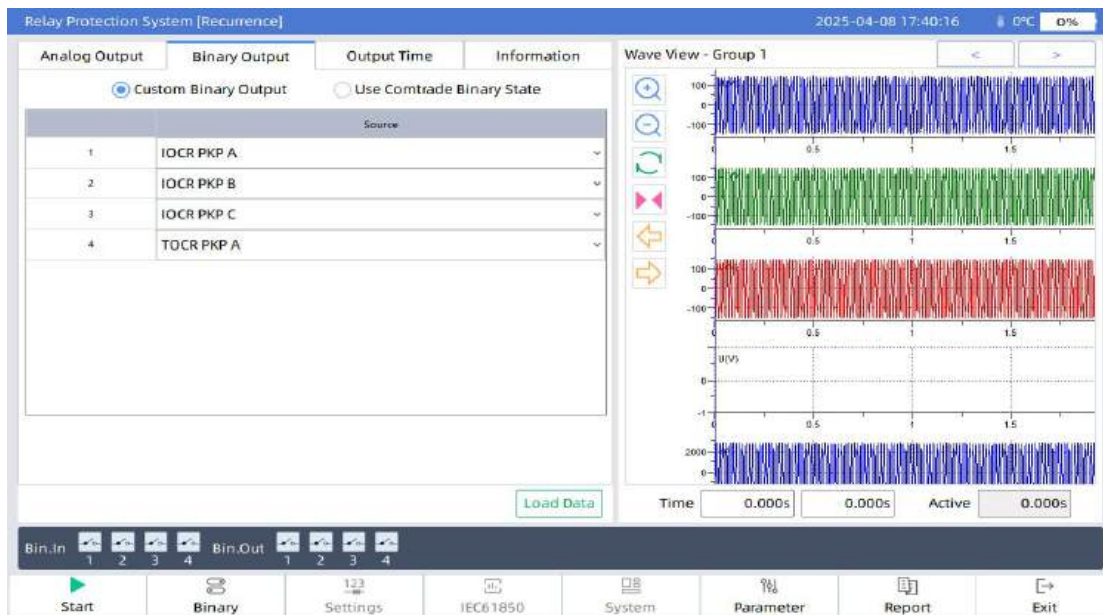 Relay Protection System [Recurrence] 2025-04-08 17:40:16 0°C 0%
Analog Output Binary Output Output Time Information
Custom Binary Output Use Comtrade Binary State
Source
1 IOCR PKP A
2 IOCR PKP B
3 IOCR PKP C
4 TOCR PKP A
Load Data
Wave View - Group 1 < >
100
0
-100
0.5 1 1.5
100
0
-100
0 0.5 1 1.5
100
0
-100
0 0.5 1 1.5
U(V)
0
-1
0.5 1 1.5
2000
0
Time 0.000s 0.000s Active 0.000s
Bin.In 1 2 3 4 Bin.Out 1 2 3 4
Start Binary 123 Settings IEC61850 System Parameter Report Exit